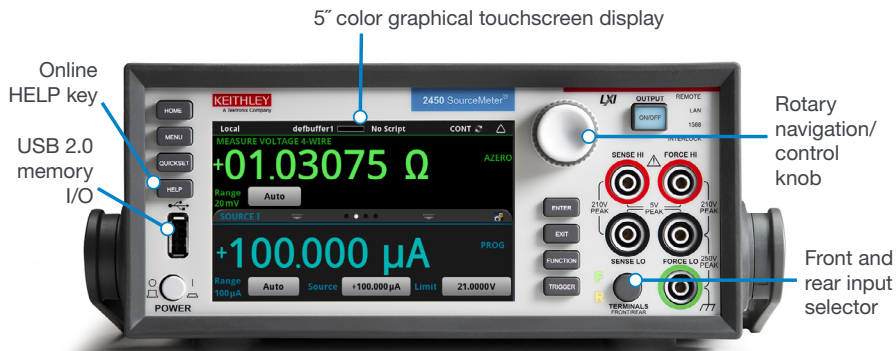 5″ color graphical touchscreen display
Online
HELP key
USB 2.0
memory
I/O
HOME
MENU
QUICKSET
HELP
POWER
KEITHLEY
A Tektronix Company
2450 SourceMeter
Local defbuffer1 No Script CONT
MEASURE VOLTAGE 4-WIRE
+01.03075 Ω
AZERO
Range
20 mV
Auto
SOURCE I
+100.000 µA
PROG
Range
100 µA
Auto
Source
+100.000 µA
Limit
21.0000 V
ENTER
EXIT
FUNCTION
TRIGGER
LXI
OUTPUT
ON/OFF
REMOTE
LAN
1588
INTERLOCK
SENSE HI
FORCE HI
210V
PEAK
5V
PEAK
210V
PEAK
SENSE LO
FORCE LO
250V
PEAK
F
R
TERMINALS
FRONT/REAR
Rotary
navigation/
control
knob
Front and
rear input
selector